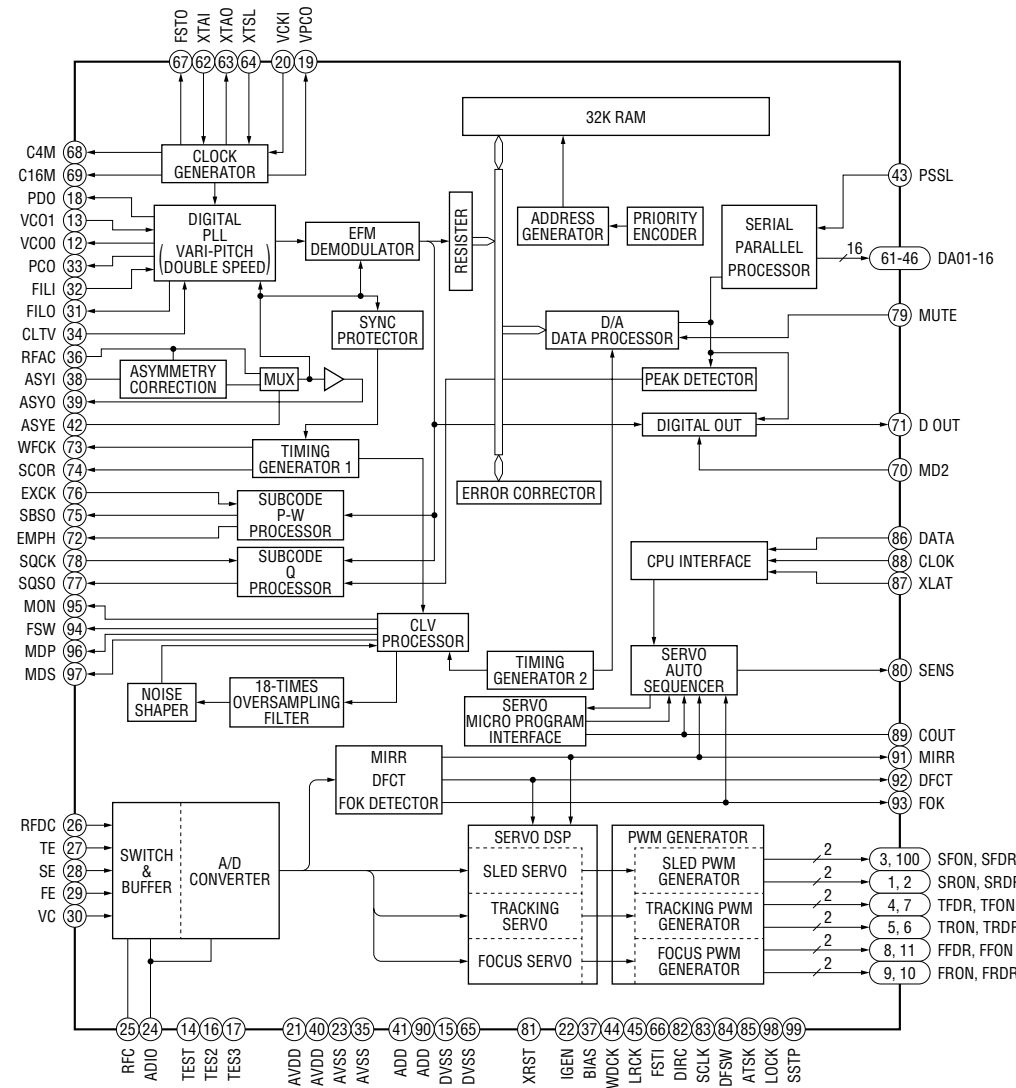 FSTO
XTAI
XTAO
XTSL
VCKI
VPCO
67
62
63
64
20
19
C4M 68
C16M 69
PDO 18
VCO1 13
VCO0 12
PCO 33
FILI 32
FILO 31
CLTV 34
RFAC 36
ASYI 38
ASYO 39
ASYE 42
WFCK 73
SCOR 74
EXCK 76
SBSO 75
EMPH 72
SQCK 78
SQSO 77
MON 95
FSW 94
MDP 96
MDS 97
RFDC 26
TE 27
SE 28
FE 29
VC 30
CLOCK
GENERATOR
DIGITAL
PLL
( VARI-PITCH
DOUBLE SPEED )
EFM
DEMODULATOR
SYNC
PROTECTOR
ASYMMETRY
CORRECTION
MUX
TIMING
GENERATOR 1
SUBCODE
P-W
PROCESSOR
SUBCODE
Q
PROCESSOR
CLV
PROCESSOR
NOISE
SHAPER
18-TIMES
OVERSAMPLING
FILTER
TIMING
GENERATOR 2
32K RAM
RESISTER
ADDRESS
GENERATOR
PRIORITY
ENCODER
SERIAL
PARALLEL
PROCESSOR
16
D/A
DATA PROCESSOR
PEAK DETECTOR
DIGITAL OUT
ERROR CORRECTOR
CPU INTERFACE
SERVO
AUTO
SEQUENCER
SERVO
MICRO PROGRAM
INTERFACE
MIRR
DFCT
FOK DETECTOR
SWITCH
&
BUFFER
A/D
CONVERTER
SERVO DSP
SLED SERVO
TRACKING
SERVO
FOCUS SERVO
PWM GENERATOR
SLED PWM
GENERATOR
TRACKING PWM
GENERATOR
FOCUS PWM
GENERATOR
43 PSSL
61-46 DA01-16
79 MUTE
71 D OUT
70 MD2
86 DATA
88 CLOK
87 XLAT
80 SENS
89 COUT
91 MIRR
92 DFCT
93 FOK
2 3, 100 SFON, SFDR
2 1, 2 SRON, SRDR
2 4, 7 TFDR, TFON
2 5, 6 TRON, TRDR
2 8, 11 FFDR, FFON
2 9, 10 FRON, FRDR
25
24
14
16
17
21
40
23
35
41
90
15
65
81
22
37
44
45
66
82
83
84
85
98
99
RFC
ADIO
TEST
TES2
TES3
AVDD
AVDD
AVSS
AVSS
ADD
ADD
DVSS
DVSS
XRST
IGEN
BIAS
WDCK
LRCK
FSTI
DIRC
SCLK
DFSW
ATSK
LOCK
SSTP